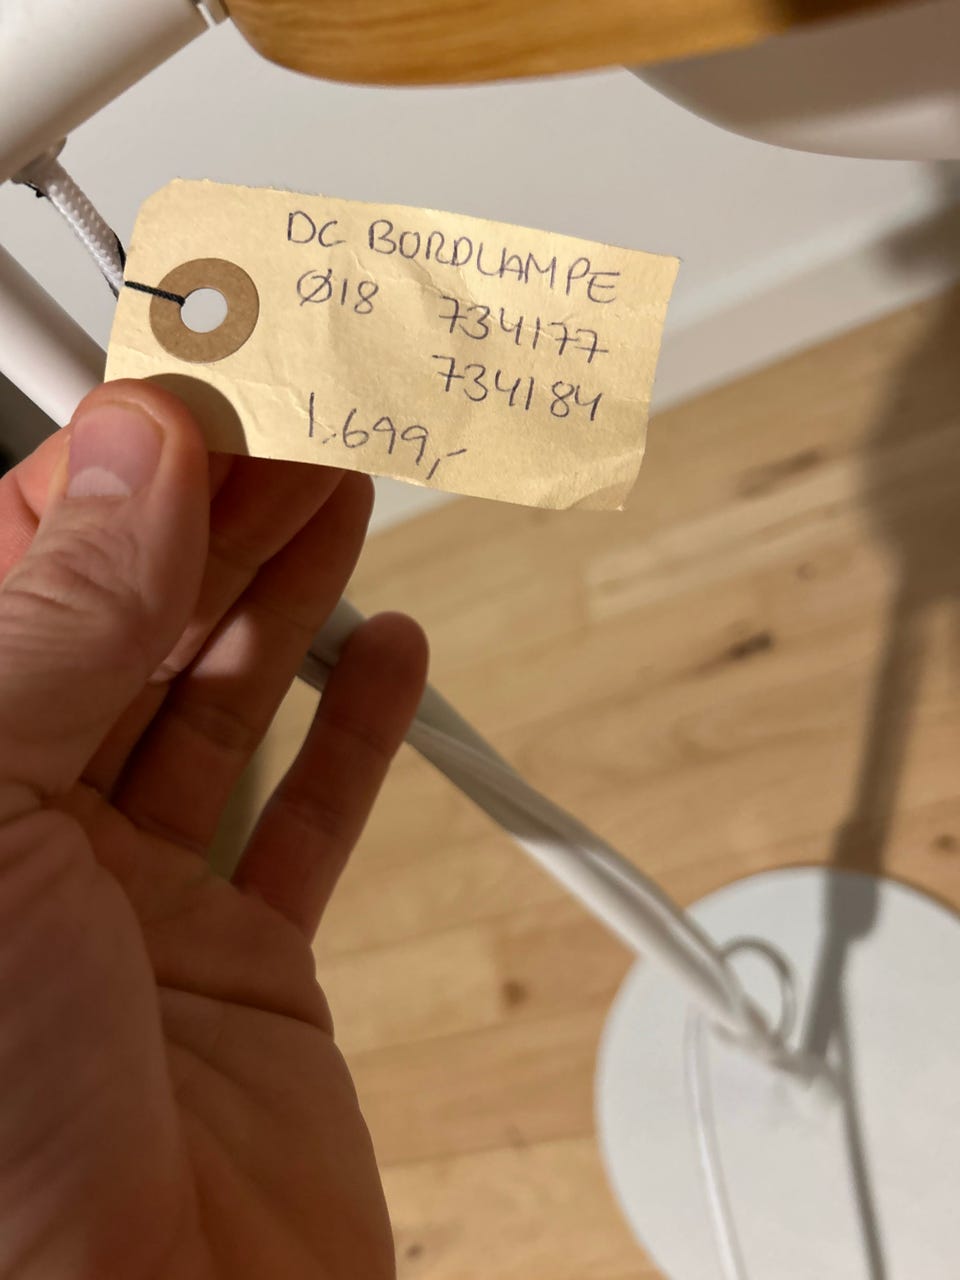 DC BORDLAMPE
Ø18 734177
734184
1.699,-